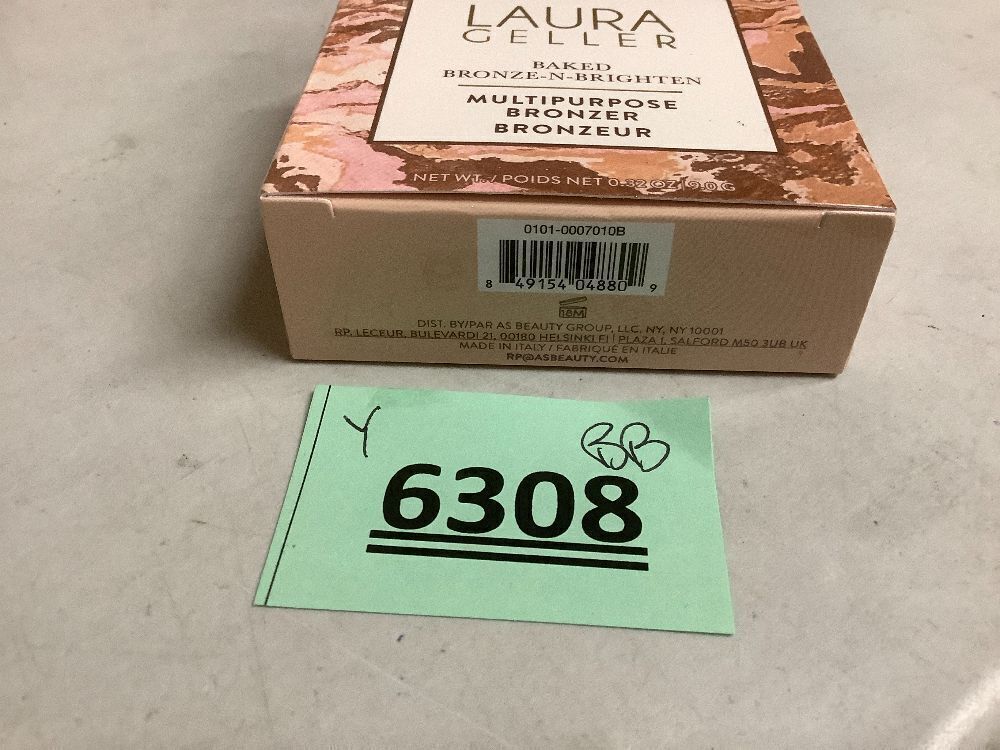 LAURA
GELLER
BAKED
BRONZE-N-BRIGHTEN
MULTIPURPOSE
BRONZER
BRONZEUR
NET WT. / POIDS NET 0.32 OZ | 9.0 G
0101-0007010B
8 49154 04880 9
18M
DIST. BY/PAR AS BEAUTY GROUP, LLC, NY, NY 10001
RP. LECEUR, BULEVARDI 21, 00180 HELSINKI, FI | PLAZA 1, SALFORD M50 3UB UK
MADE IN ITALY / FABRIQUÉ EN ITALIE
RP@ASBEAUTY.COM
Y BB
6308